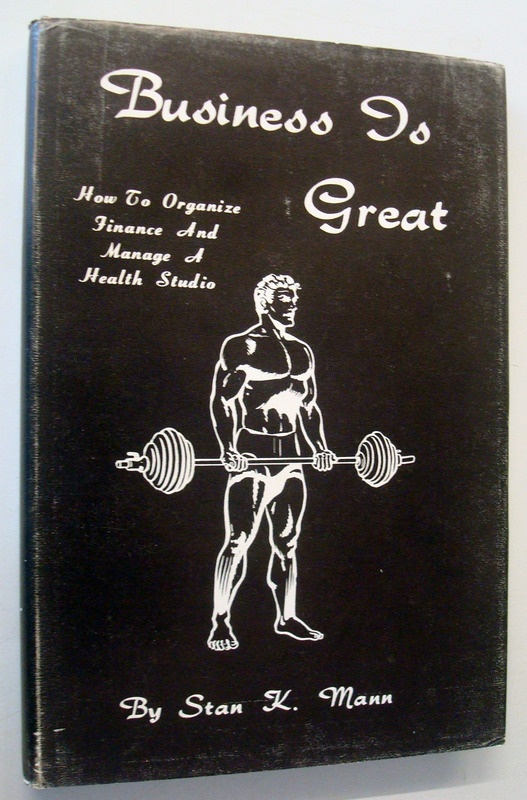 Business Is
Great
How To Organize
Finance And
Manage A
Health Studio
By Stan K. Mann